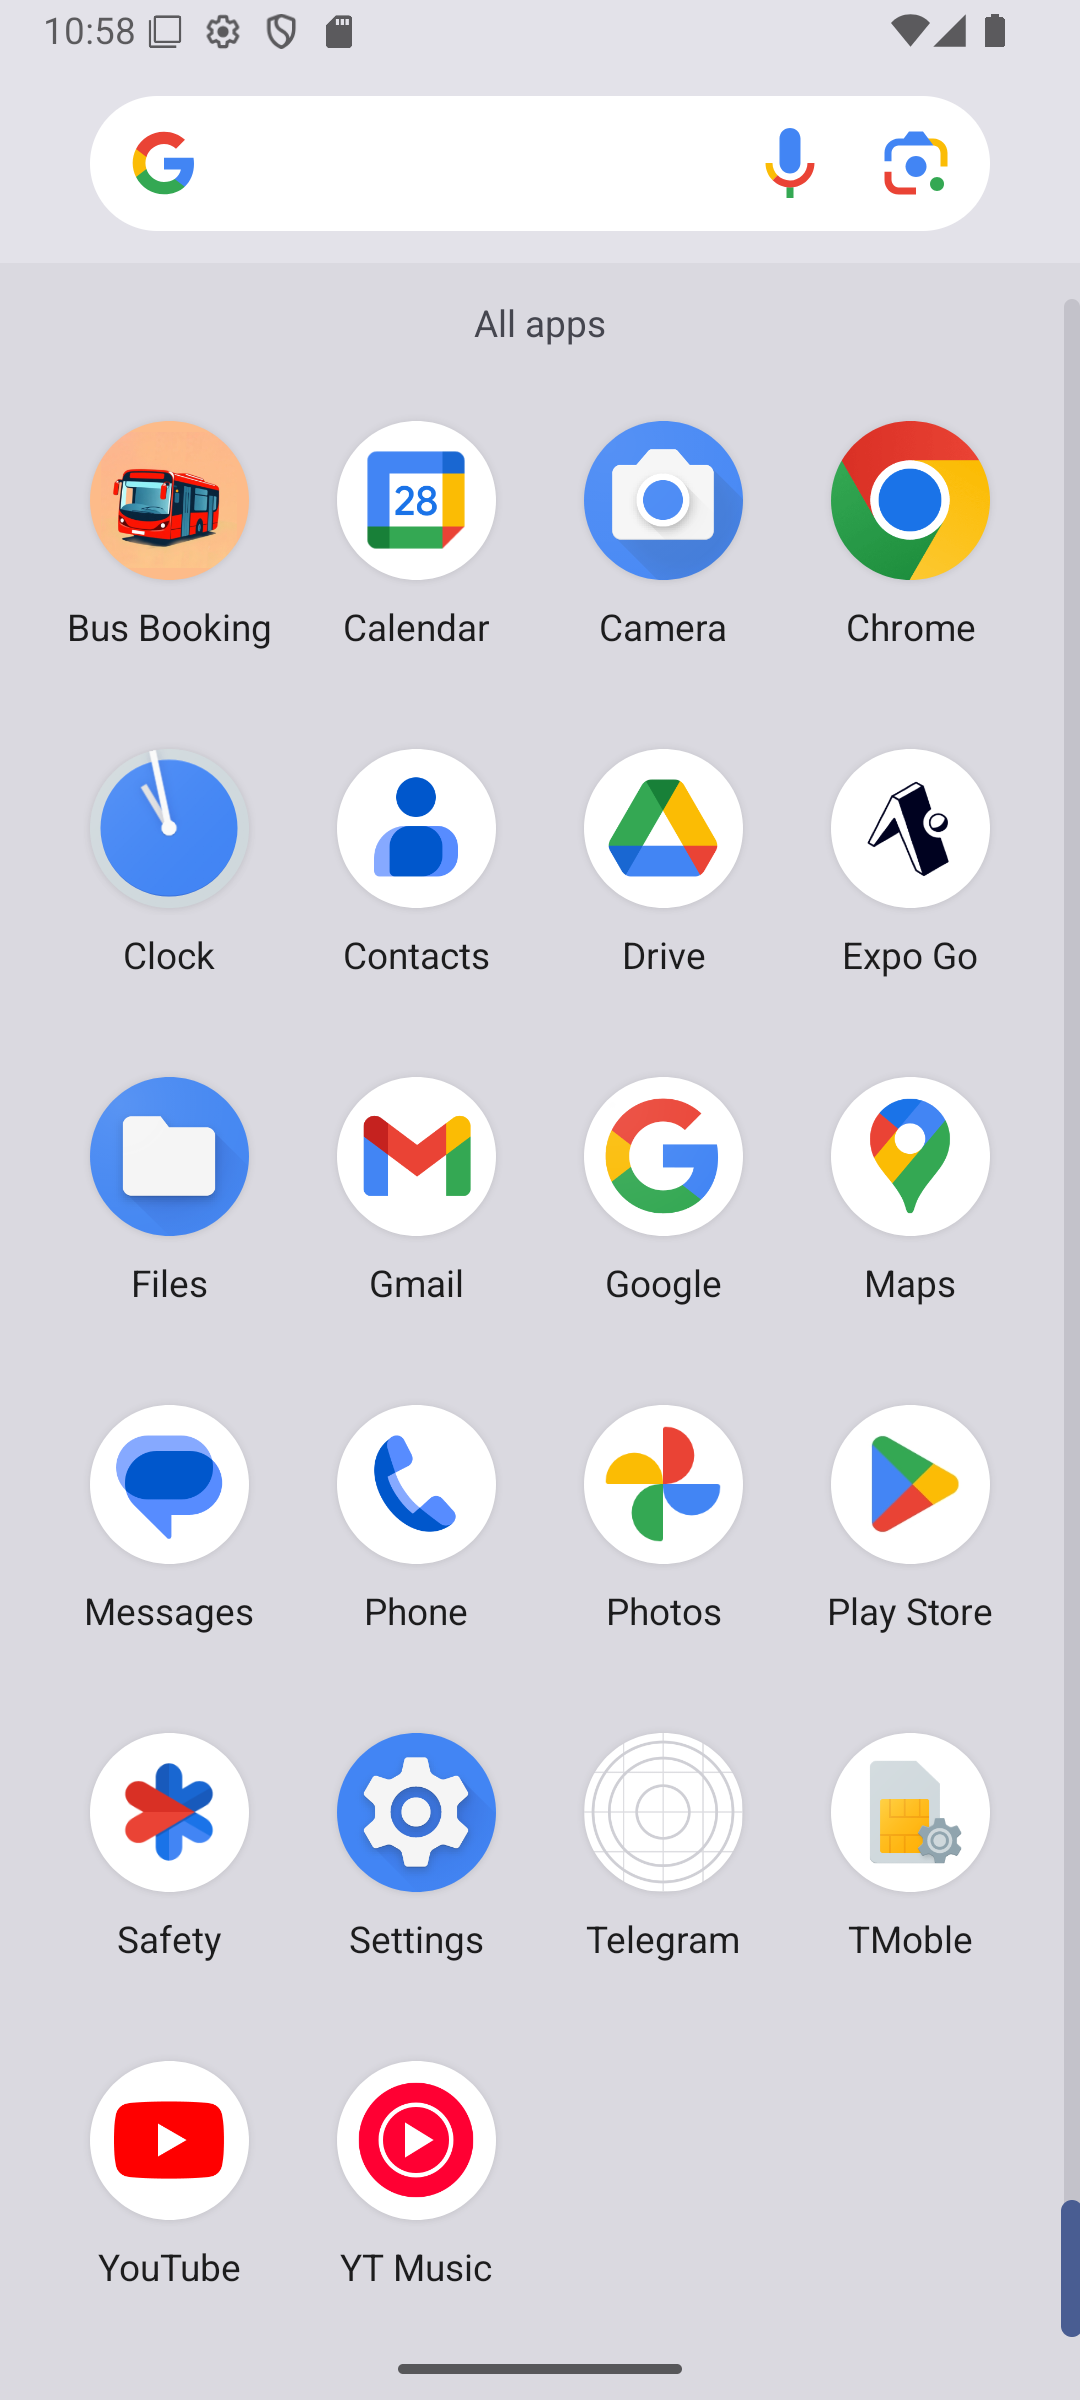 10:58
All apps
28
Bus Booking Calendar Camera Chrome
Clock Contacts Drive Expo Go
Files Gmail Google Maps
Messages Phone Photos Play Store
Safety Settings Telegram TMoble
YouTube YT Music